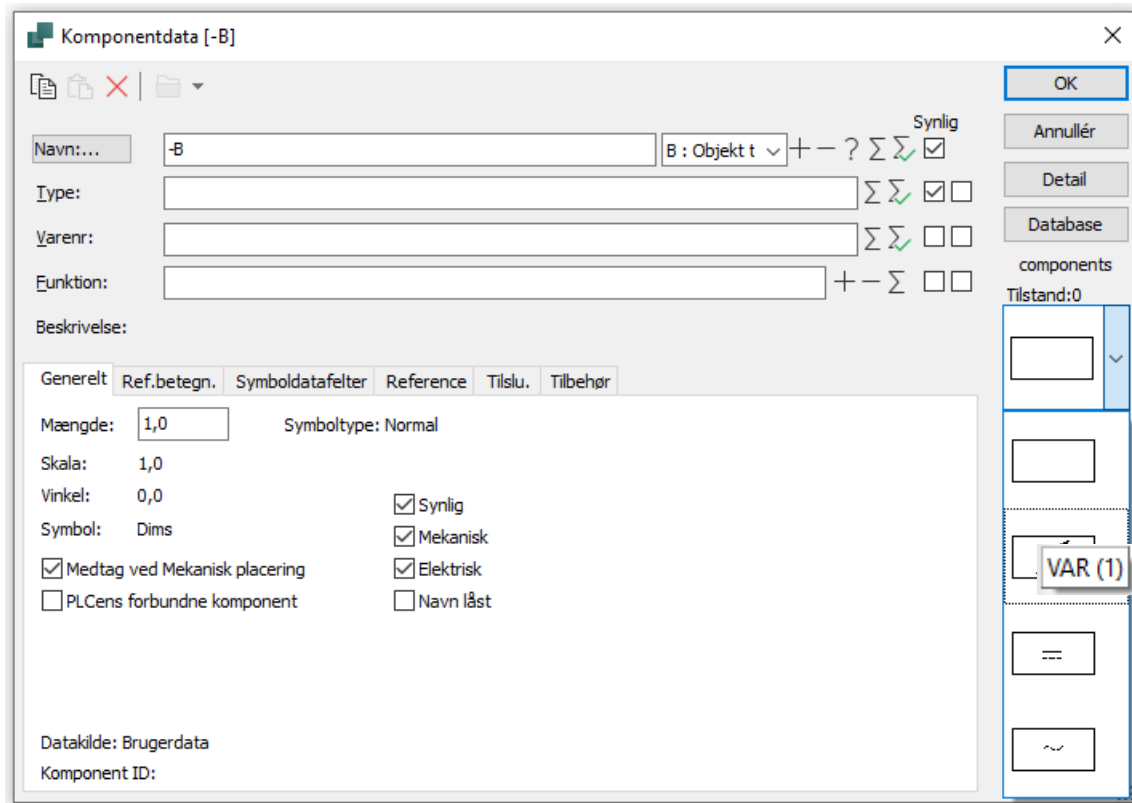 Komponentdata [-B]
OK
Synlig
Annullér
Navn:...
-B
B : Objekt t
Type:
Detail
Varenr:
Database
Funktion:
components
Tilstand:0
Beskrivelse:
Generelt Ref.betegn. Symboldatafelter Reference Tilslu. Tilbehør
Mængde: 1,0 Symboltype: Normal
Skala: 1,0
Vinkel: 0,0
Synlig
Symbol: Dims
Mekanisk
Medtag ved Mekanisk placering
Elektrisk
VAR (1)
PLCens forbundne komponent
Navn låst
Datakilde: Brugerdata
Komponent ID: